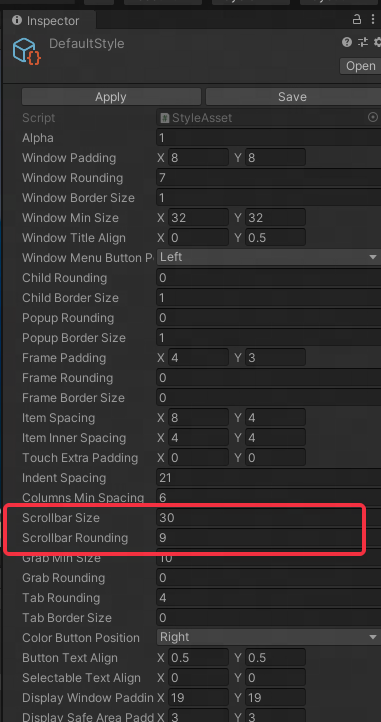 Inspector
DefaultStyle
Open
Apply Save
Script StyleAsset
Alpha 1
Window Padding X 8 Y 8
Window Rounding 7
Window Border Size 1
Window Min Size X 32 Y 32
Window Title Align X 0 Y 0.5
Window Menu Button P Left
Child Rounding 0
Child Border Size 1
Popup Rounding 0
Popup Border Size 1
Frame Padding X 4 Y 3
Frame Rounding 0
Frame Border Size 0
Item Spacing X 8 Y 4
Item Inner Spacing X 4 Y 4
Touch Extra Padding X 0 Y 0
Indent Spacing 21
Columns Min Spacing 6
Scrollbar Size 30
Scrollbar Rounding 9
Grab Min Size 10
Grab Rounding 0
Tab Rounding 4
Tab Border Size 0
Color Button Position Right
Button Text Align X 0.5 Y 0.5
Selectable Text Align X 0 Y 0
Display Window Paddin X 19 Y 19
Display Safe Area Padd X 3 Y 3